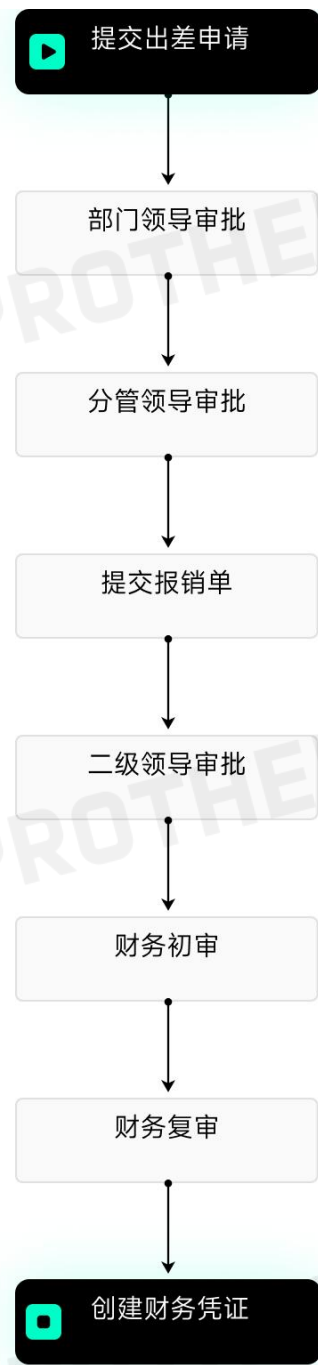 提交出差申请
部门领导审批
分管领导审批
提交报销单
二级领导审批
财务初审
财务复审
创建财务凭证